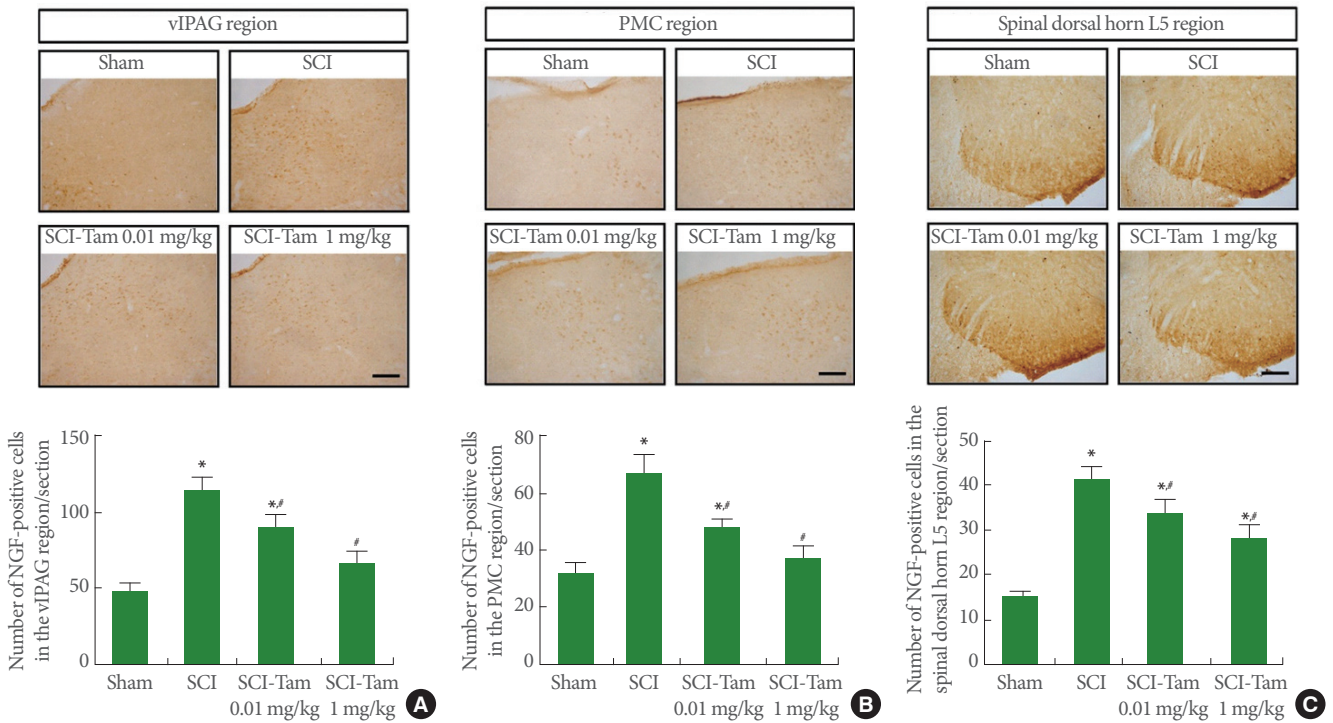 vlPAG region
Sham
SCI
SCI-Tam 0.01 mg/kg
SCI-Tam 1 mg/kg
Number of NGF-positive cells
in the vlPAG region/section
150
100
50
0
*
*,#
#
Sham
SCI
SCI-Tam
0.01 mg/kg
SCI-Tam
1 mg/kg
A
PMC region
Sham
SCI
SCI-Tam 0.01 mg/kg
SCI-Tam 1 mg/kg
Number of NGF-positive cells
in the PMC region/section
80
60
40
20
0
*
*,#
#
Sham
SCI
SCI-Tam
0.01 mg/kg
SCI-Tam
1 mg/kg
B
Spinal dorsal horn L5 region
Sham
SCI
SCI-Tam 0.01 mg/kg
SCI-Tam 1 mg/kg
Number of NGF-positive cells in the
spinal dorsal horn L5 region/section
50
40
30
20
10
0
*
*,#
*,#
Sham
SCI
SCI-Tam
0.01 mg/kg
SCI-Tam
1 mg/kg
C